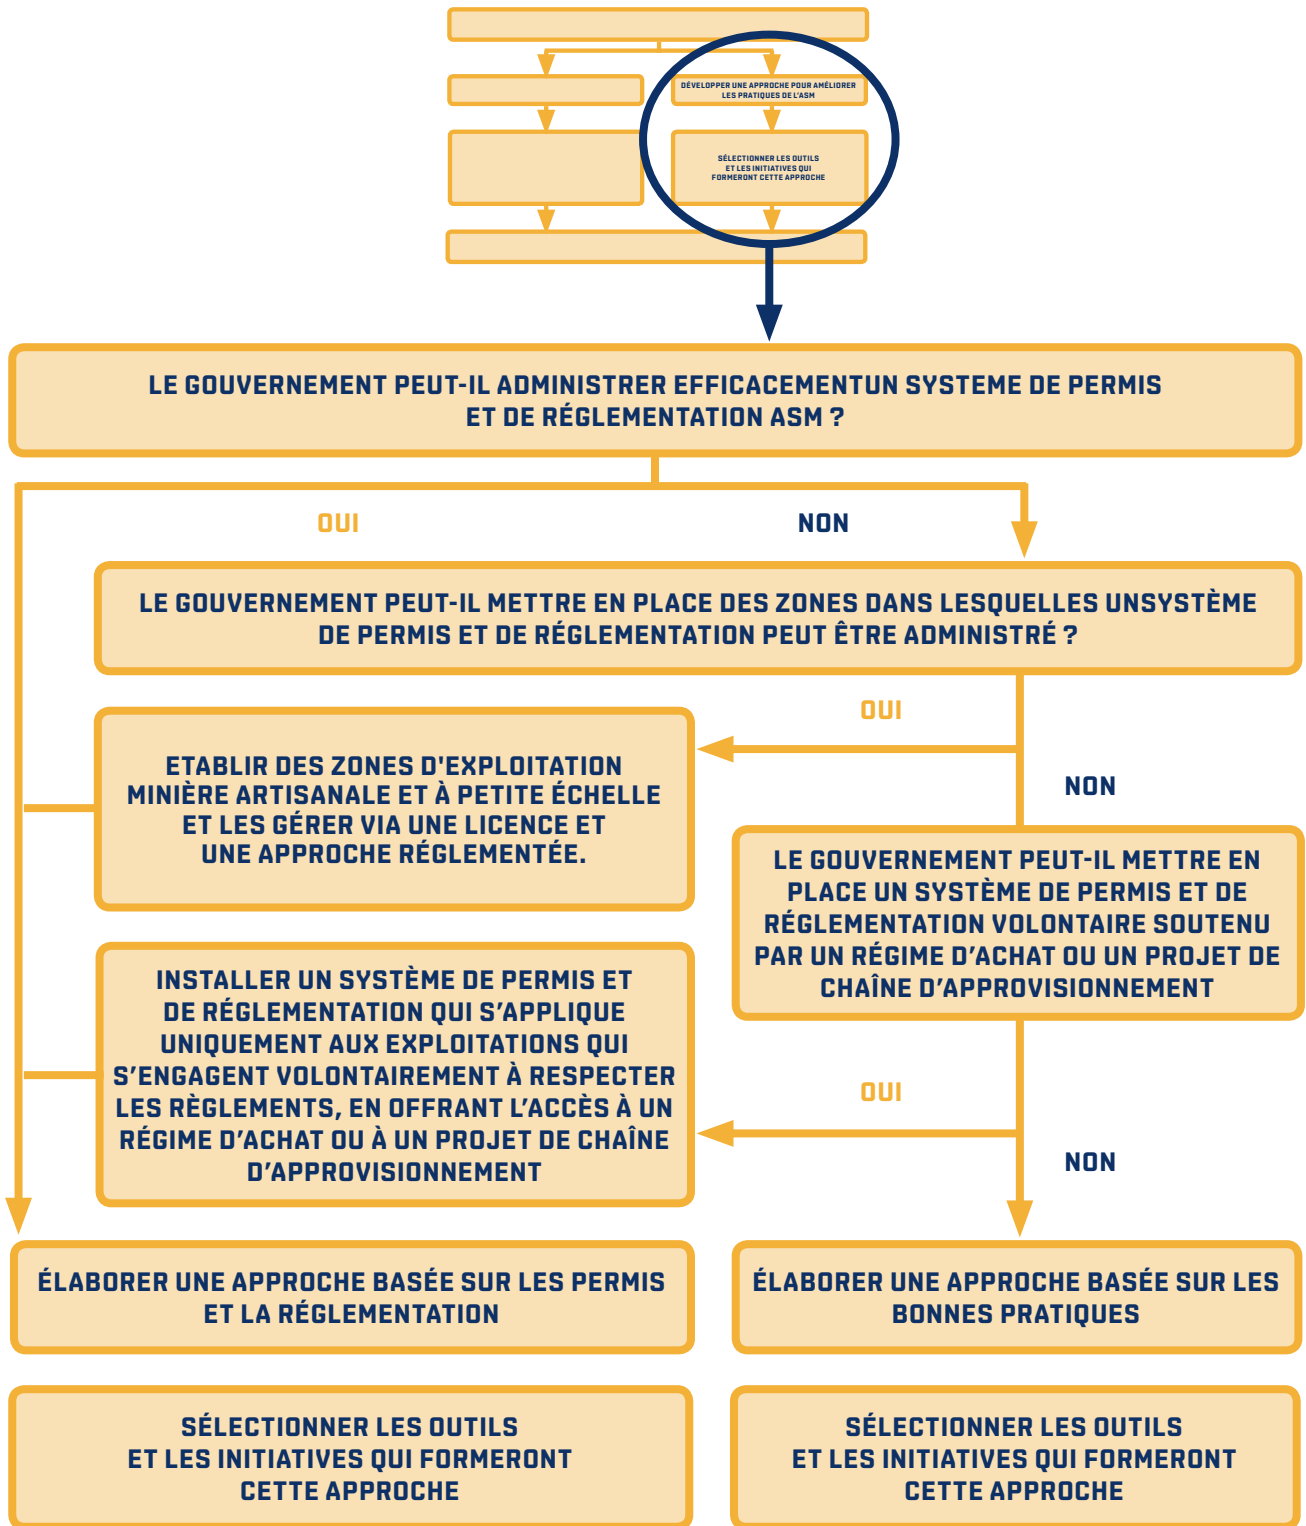 DÉVELOPPER UNE APPROCHE POUR AMÉLIORER
LES PRATIQUES DE L'ASM
SÉLECTIONNER LES OUTILS
ET LES INITIATIVES QUI
FORMERONT CETTE APPROCHE
LE GOUVERNEMENT PEUT-IL ADMINISTRER EFFICACEMENTUN SYSTEME DE PERMIS
ET DE RÉGLEMENTATION ASM ?
OUI
NON
LE GOUVERNEMENT PEUT-IL METTRE EN PLACE DES ZONES DANS LESQUELLES UNSYSTÈME
DE PERMIS ET DE RÉGLEMENTATION PEUT ÊTRE ADMINISTRÉ ?
OUI
NON
ETABLIR DES ZONES D'EXPLOITATION
MINIÈRE ARTISANALE ET À PETITE ÉCHELLE
ET LES GÉRER VIA UNE LICENCE ET
UNE APPROCHE RÉGLEMENTÉE.
LE GOUVERNEMENT PEUT-IL METTRE EN
PLACE UN SYSTÈME DE PERMIS ET DE
RÉGLEMENTATION VOLONTAIRE SOUTENU
PAR UN RÉGIME D'ACHAT OU UN PROJET DE
CHAÎNE D'APPROVISIONNEMENT
INSTALLER UN SYSTÈME DE PERMIS ET
DE RÉGLEMENTATION QUI S'APPLIQUE
UNIQUEMENT AUX EXPLOITATIONS QUI
S'ENGAGENT VOLONTAIREMENT À RESPECTER
LES RÈGLEMENTS, EN OFFRANT L'ACCÈS À UN
RÉGIME D'ACHAT OU À UN PROJET DE CHAÎNE
D'APPROVISIONNEMENT
OUI
NON
ÉLABORER UNE APPROCHE BASÉE SUR LES PERMIS
ET LA RÉGLEMENTATION
ÉLABORER UNE APPROCHE BASÉE SUR LES
BONNES PRATIQUES
SÉLECTIONNER LES OUTILS
ET LES INITIATIVES QUI FORMERONT
CETTE APPROCHE
SÉLECTIONNER LES OUTILS
ET LES INITIATIVES QUI FORMERONT
CETTE APPROCHE